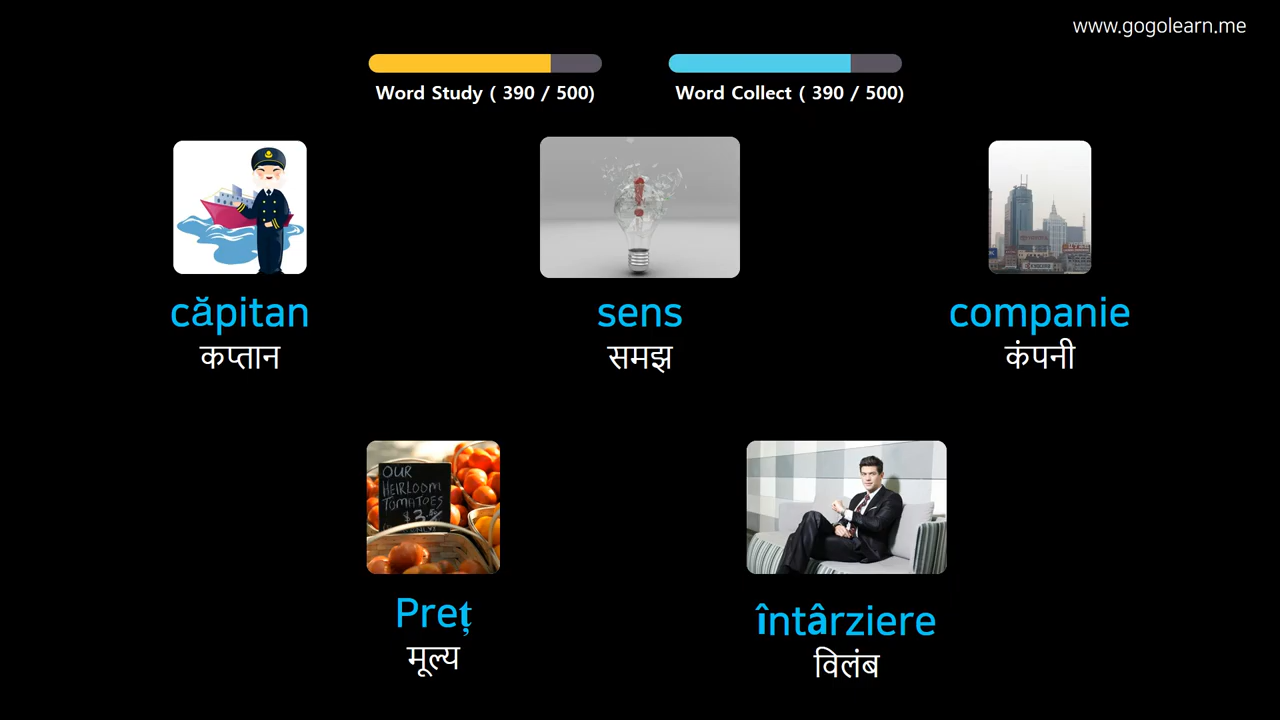 www.gogolearn.me
Word Study ( 390 / 500)
Word Collect ( 390 / 500)
căpitan
कप्तान
sens
समझ
companie
कंपनी
OUR
HEIRLOOM
TOMATOES
Preț
मूल्य
întârziere
विलंब